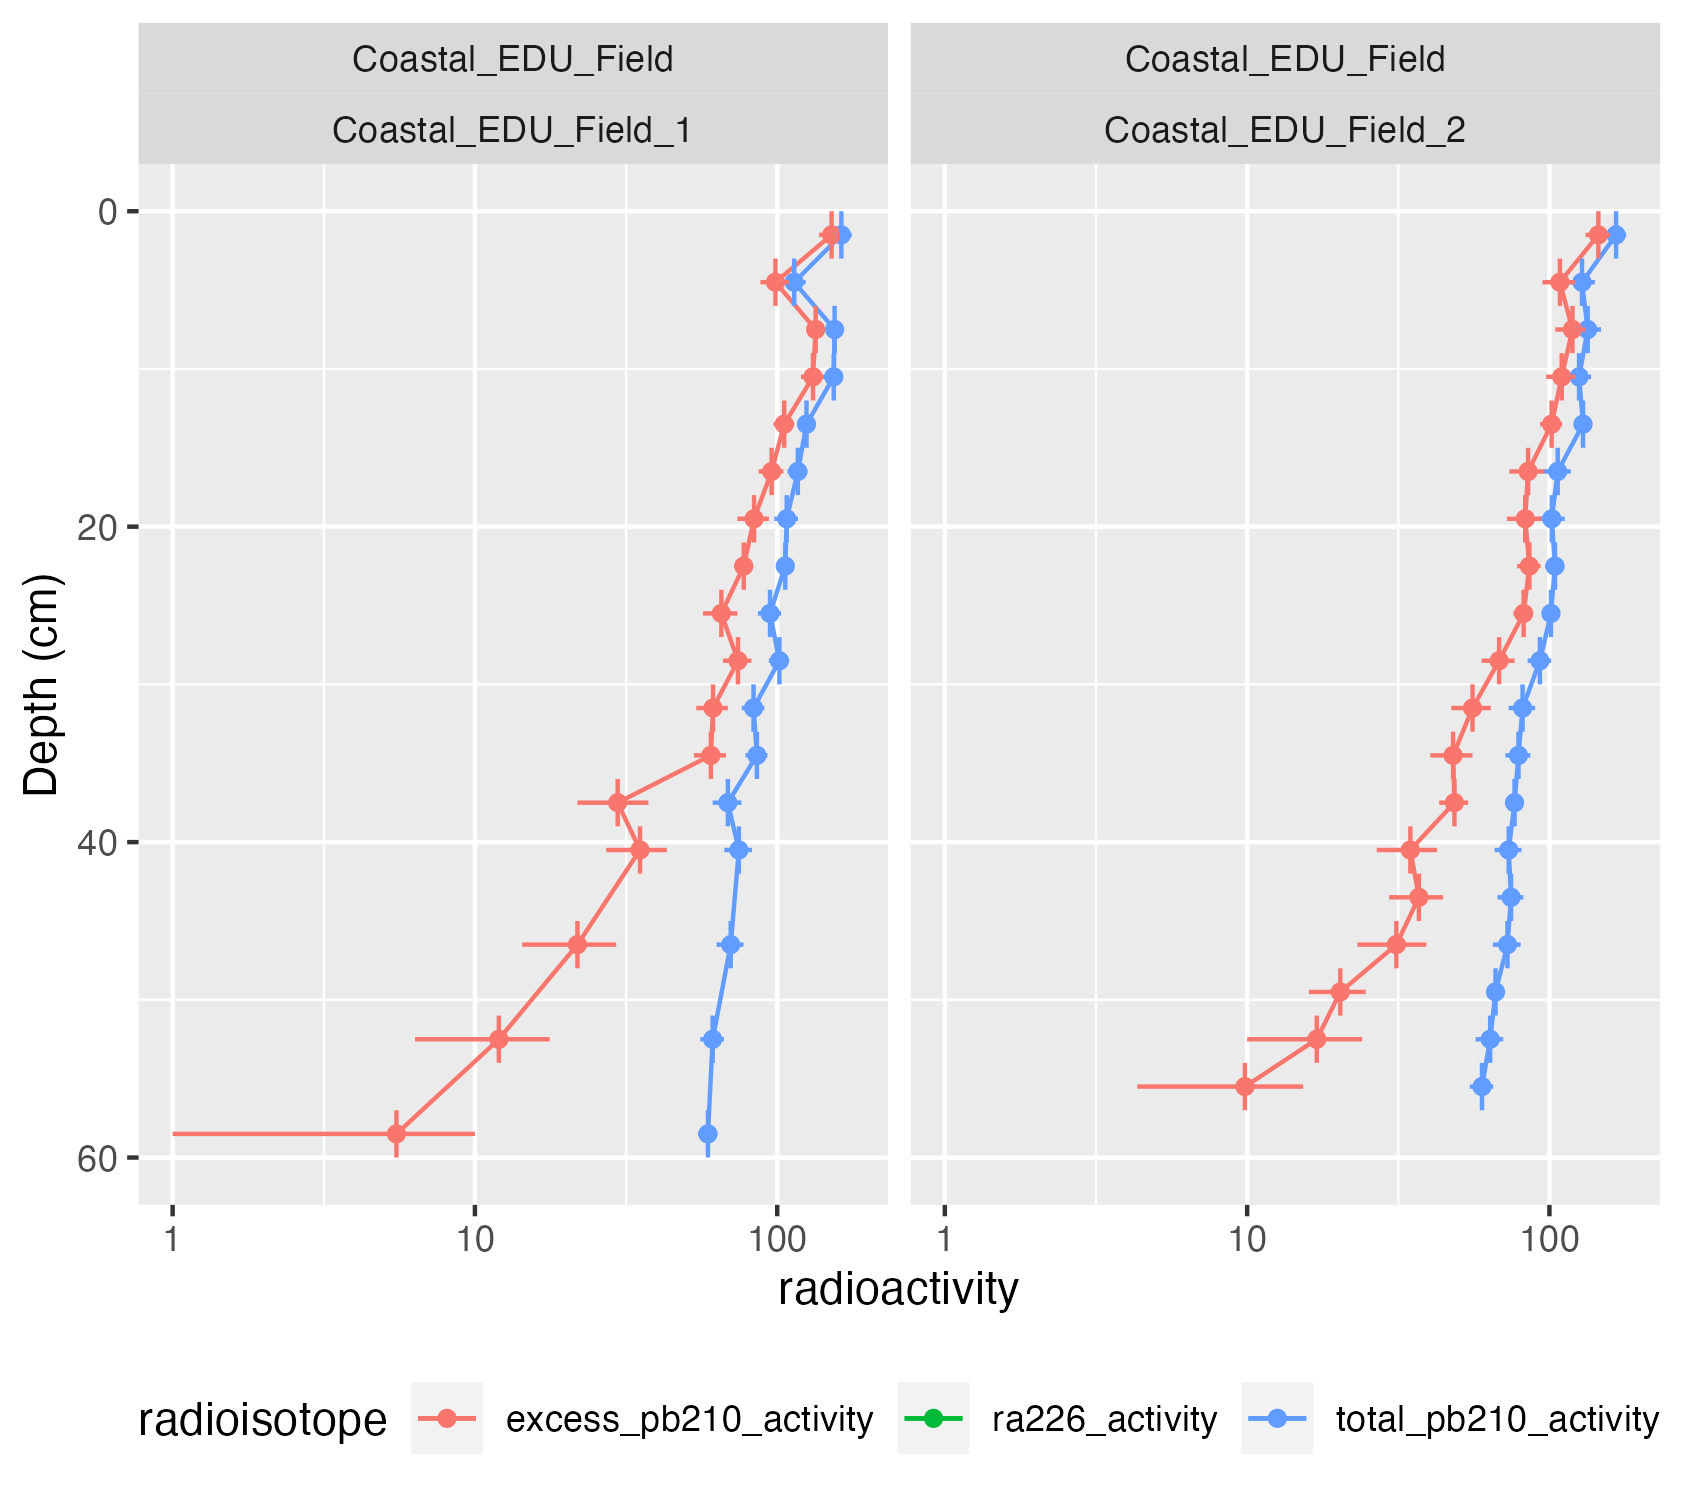 Coastal_EDU_Field Coastal_EDU_Field
Coastal_EDU_Field_1 Coastal_EDU_Field_2
0
20
40
60
Depth (cm)
1 10 100 1 10 100
radioactivity
radioisotope excess_pb210_activity ra226_activity total_pb210_activity